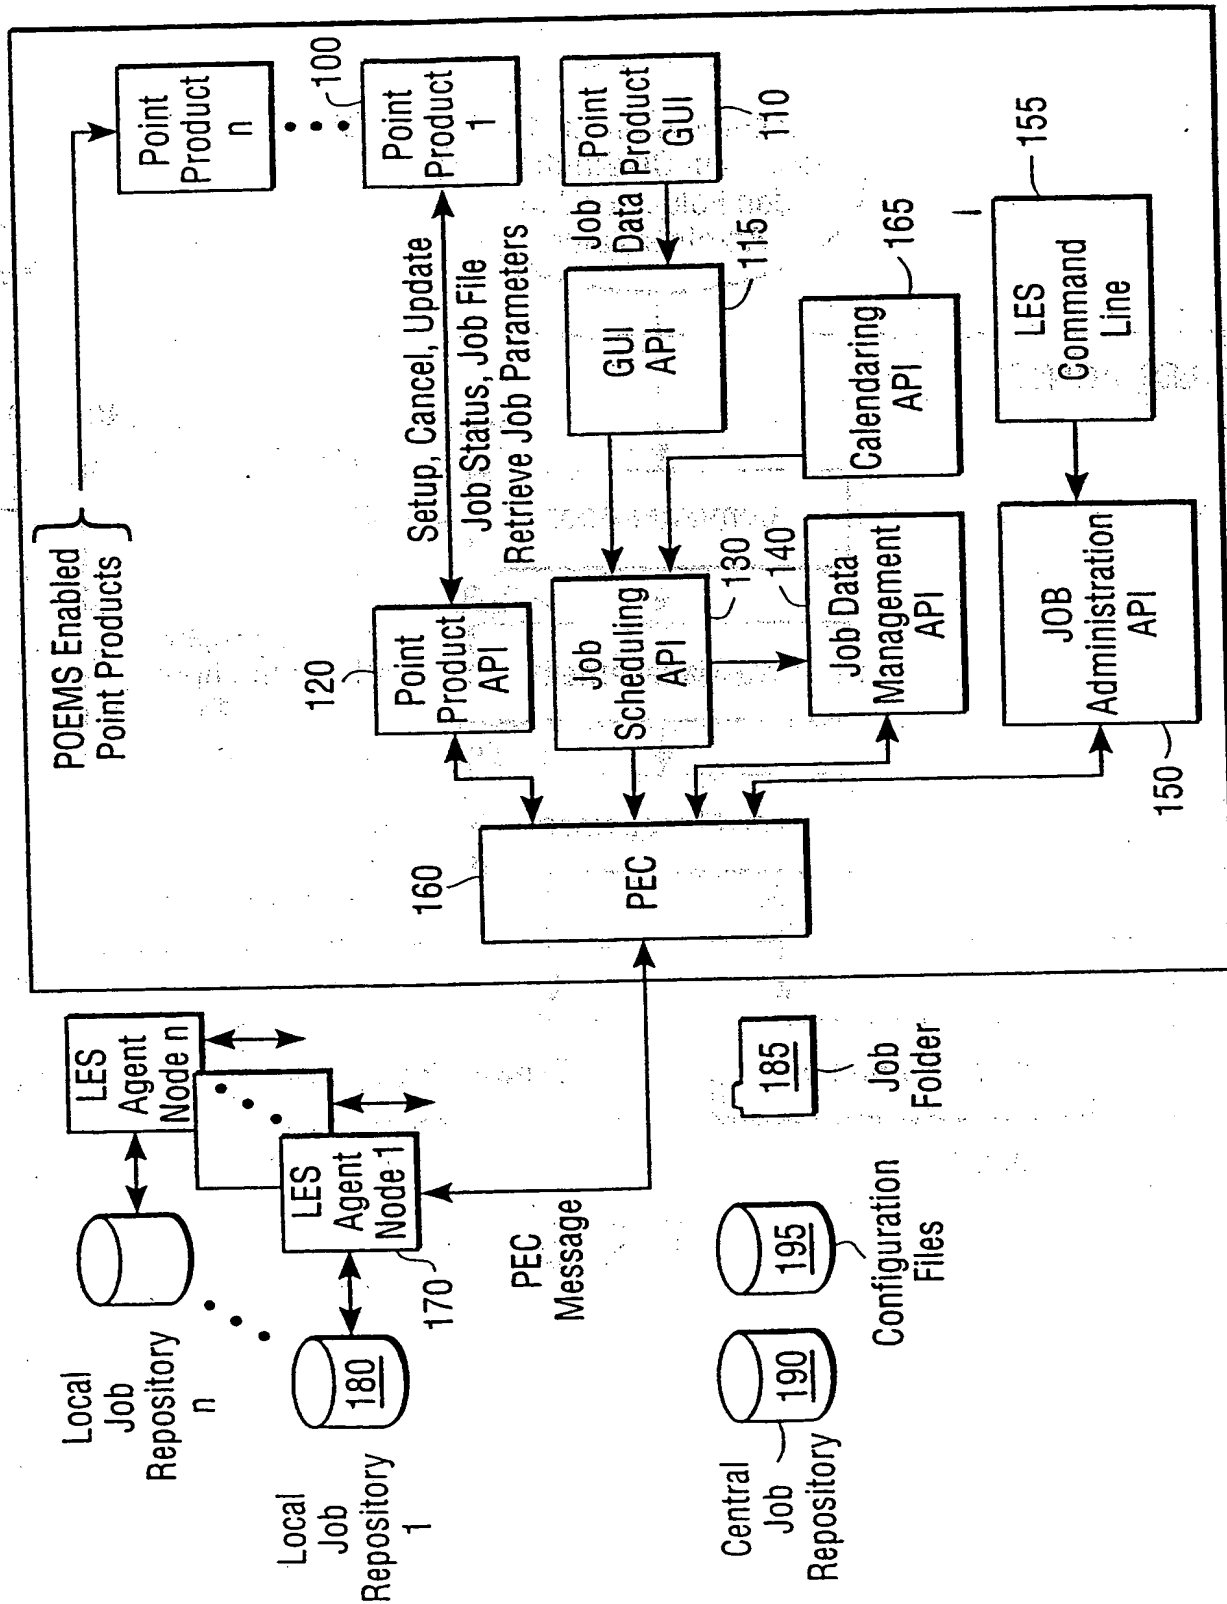 POEMS Enabled
Point Products
Point
Product
n
100
Point
Product
1
Setup, Cancel, Update
Job Status, Job File
Retrieve Job Parameters
120
Point
Product
API
Point
Product
GUI
110
Job
Data
GUI
API
115
Job
Scheduling
API
130
Calendaring
API
165
140
Job Data
Management
API
LES
Command
Line
155
JOB
Administration
API
150
160
PEC
LES
Agent
Node n
LES
Agent
Node 1
170
PEC
Message
Local
Job
Repository
n
180
Local
Job
Repository
1
185
Job
Folder
195
Configuration
Files
190
Central
Job
Repository